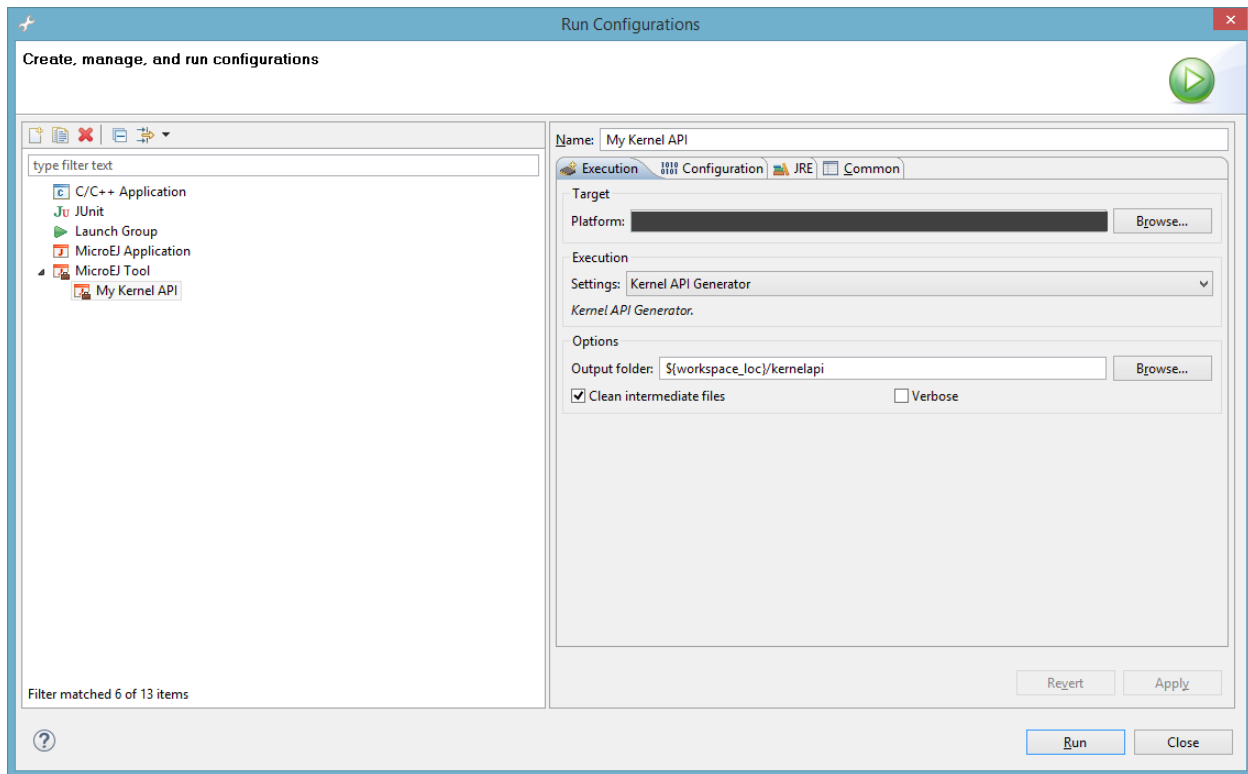 Run Configurations
Create, manage, and run configurations
type filter text
C/C++ Application
JUnit
Launch Group
MicroEJ Application
MicroEJ Tool
My Kernel API
Filter matched 6 of 13 items
Name: My Kernel API
Execution Configuration JRE Common
Target
Platform: Browse...
Execution
Settings: Kernel API Generator
Kernel API Generator.
Options
Output folder: ${workspace_loc}/kernelapi Browse...
Clean intermediate files Verbose
Revert Apply
Run Close